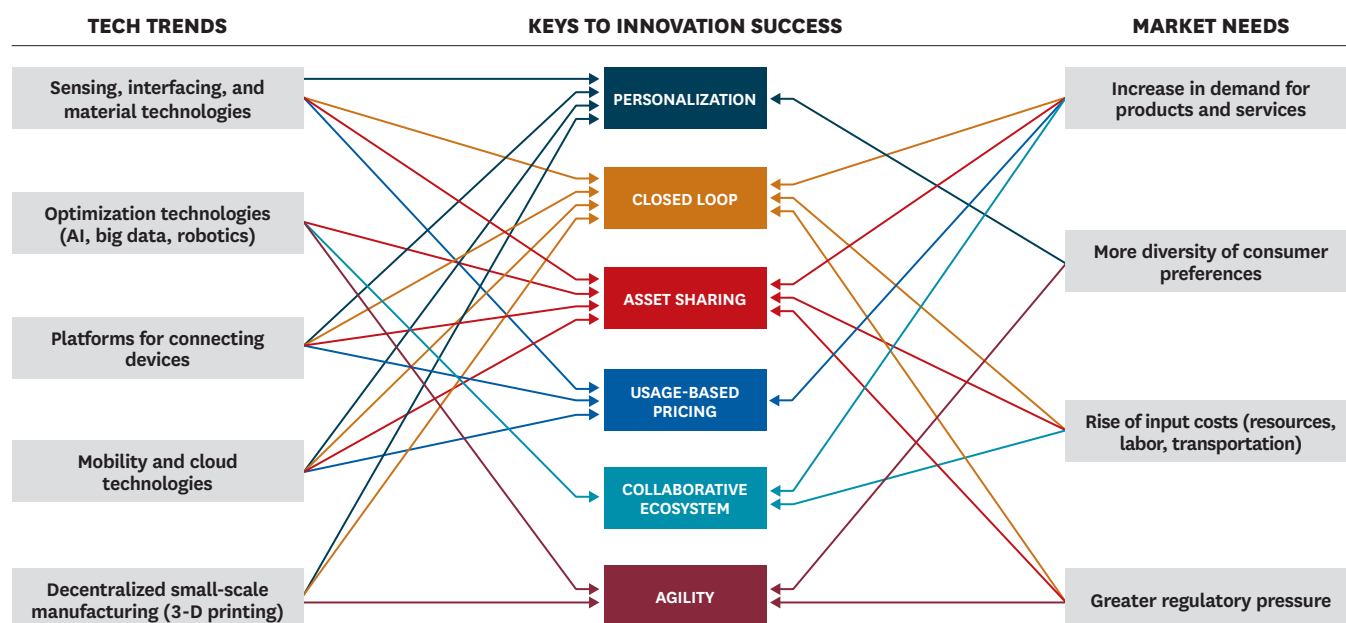 TECH TRENDS
KEYS TO INNOVATION SUCCESS
MARKET NEEDS
Sensing, interfacing, and
material technologies
Optimization technologies
(AI, big data, robotics)
Platforms for connecting
devices
Mobility and cloud
technologies
Decentralized small-scale
manufacturing (3-D printing)
PERSONALIZATION
CLOSED LOOP
ASSET SHARING
USAGE-BASED
PRICING
COLLABORATIVE
ECOSYSTEM
AGILITY
Increase in demand for
products and services
More diversity of consumer
preferences
Rise of input costs (resources,
labor, transportation)
Greater regulatory pressure